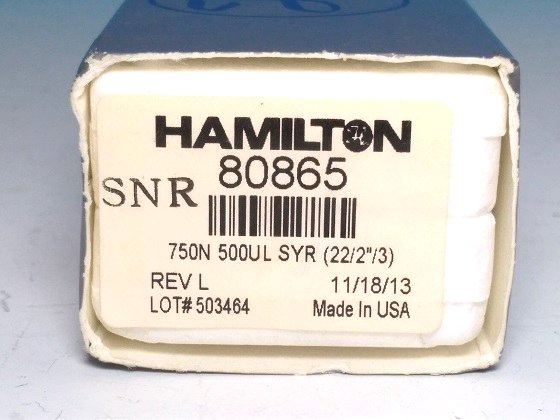 HAMILTON
80865
SNR
750N 500UL SYR (22/2"/3)
REV L 11/18/13
LOT# 503464 Made In USA